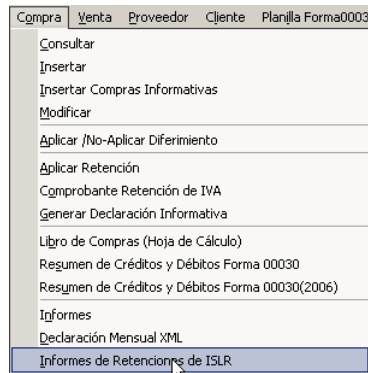 Compra Venta Proveedor Cliente Planilla Forma0003
Consultar
Insertar
Insertar Compras Informativas
Modificar
Aplicar /No-Aplicar Diferimiento
Aplicar Retención
Comprobante Retención de IVA
Generar Declaración Informativa
Libro de Compras (Hoja de Cálculo)
Resumen de Créditos y Débitos Forma 00030
Resumen de Créditos y Débitos Forma 00030(2006)
Informes
Declaración Mensual XML
Informes de Retenciones de ISLR